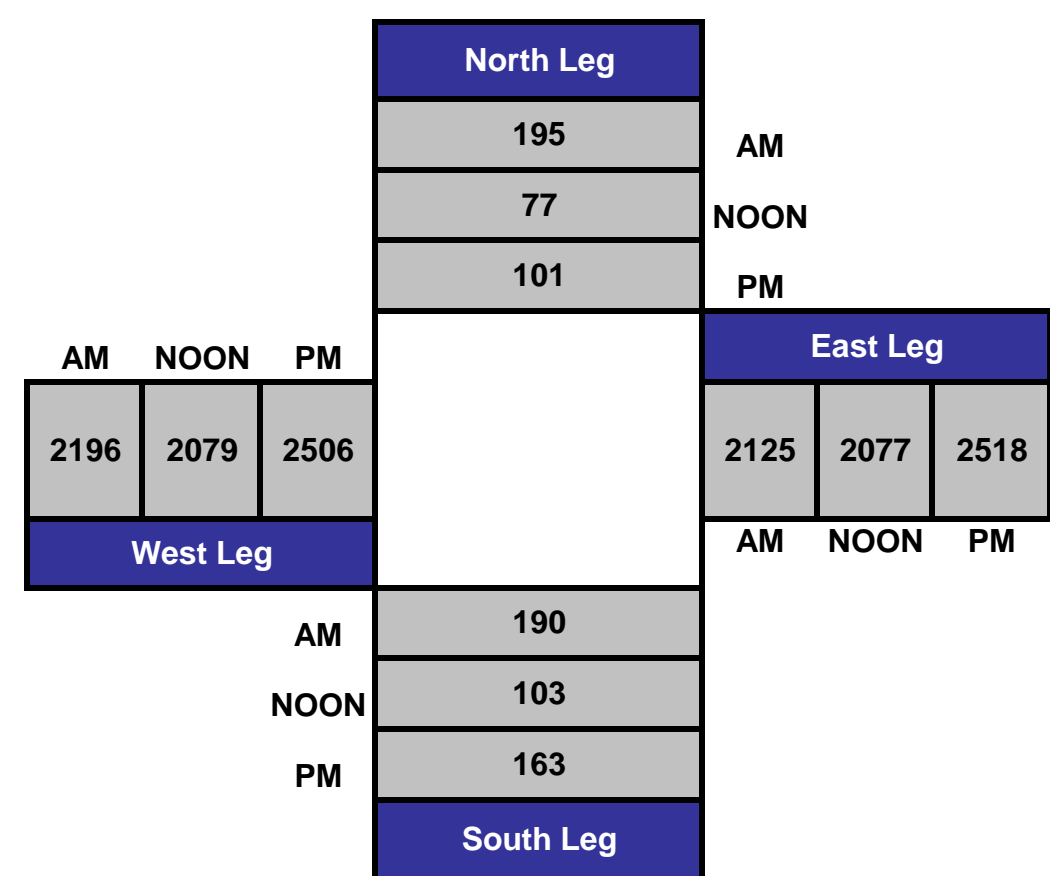 North Leg
195
AM
77
NOON
101
PM
East Leg
AM NOON PM
2196 2079 2506
2125 2077 2518
West Leg
AM NOON PM
190
AM
103
NOON
163
PM
South Leg